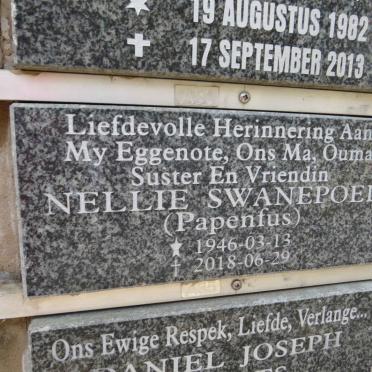 ★ 19 AUGUSTUS 1982
✝ 17 SEPTEMBER 2013
Liefdevolle Herinnering Aan
My Eggenote, Ons Ma, Ouma
Suster En Vriendin
NELLIE SWANEPOEL
(Papenfus)
★ 1946-03-13
✝ 2018-06-29
Ons Ewige Respek, Liefde, Verlange...
DANIEL JOSEPH